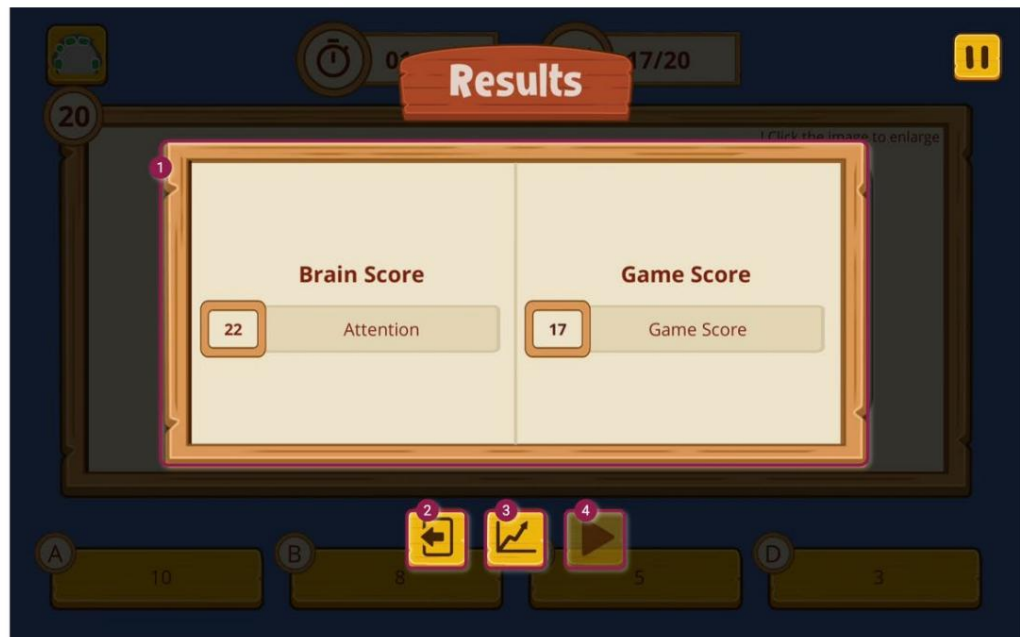 01
17/20
Results
20
! Click the image to enlarge
1
Brain Score
Game Score
22 Attention
17 Game Score
2
3
4
A
10
B
8
5
D
3